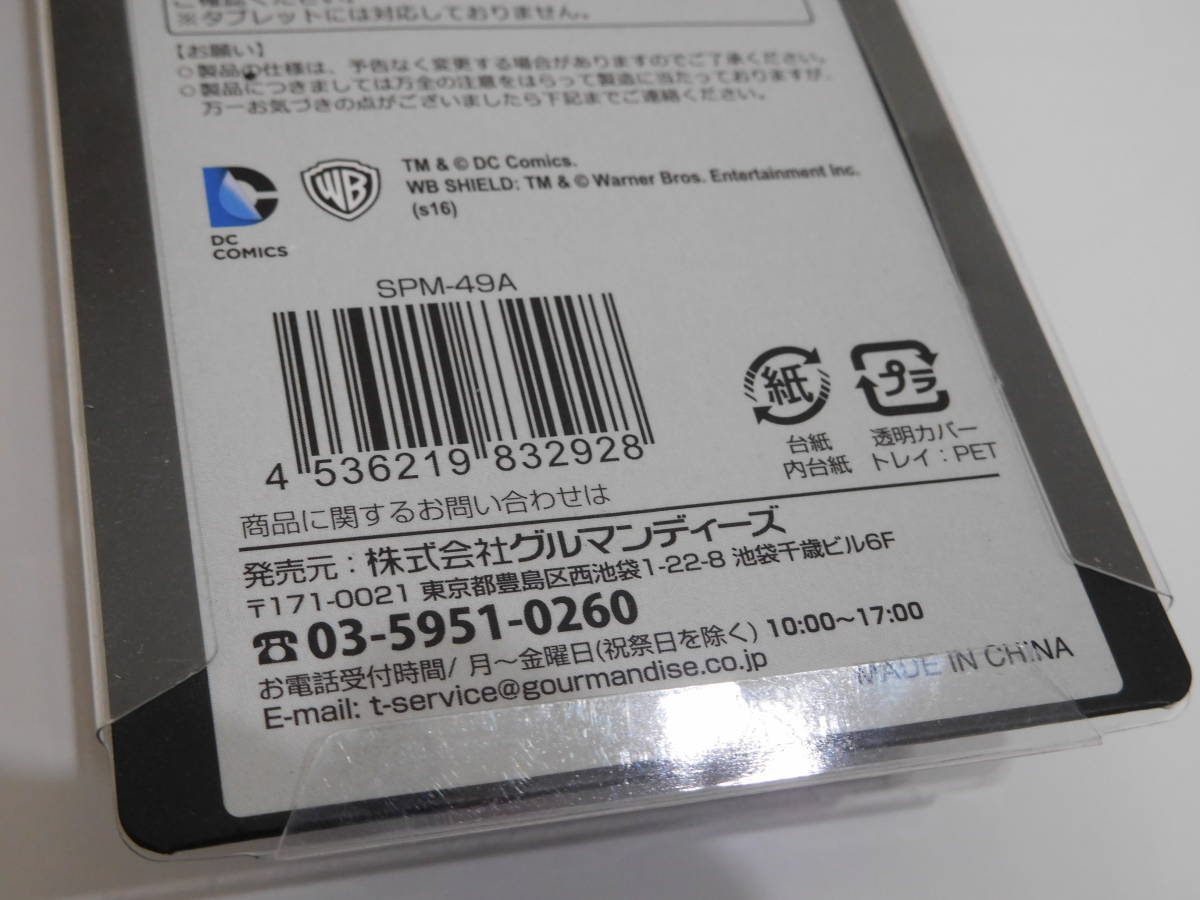 ご確認ください。
※タブレットには対応しておりません。
【お願い】
○製品の仕様は、予告なく変更する場合がありますのでご了承ください。
○製品につきましては万全の注意をはらって製造に当たっておりますが、
万一お気づきの点がございましたら下記までご連絡ください。
DC
COMICS
WB
TM & © DC Comics.
WB SHIELD: TM & © Warner Bros. Entertainment Inc.
(s16)
SPM-49A
4 536219 832928
紙
台紙
内台紙
プラ
透明カバー
トレイ：PET
商品に関するお問い合わせは
発売元：株式会社グルマンディーズ
〒171-0021 東京都豊島区西池袋1-22-8 池袋千歳ビル6F
☎03-5951-0260
お電話受付時間/ 月～金曜日(祝祭日を除く) 10:00～17:00
E-mail: t-service@gourmandise.co.jp
MADE IN CHINA